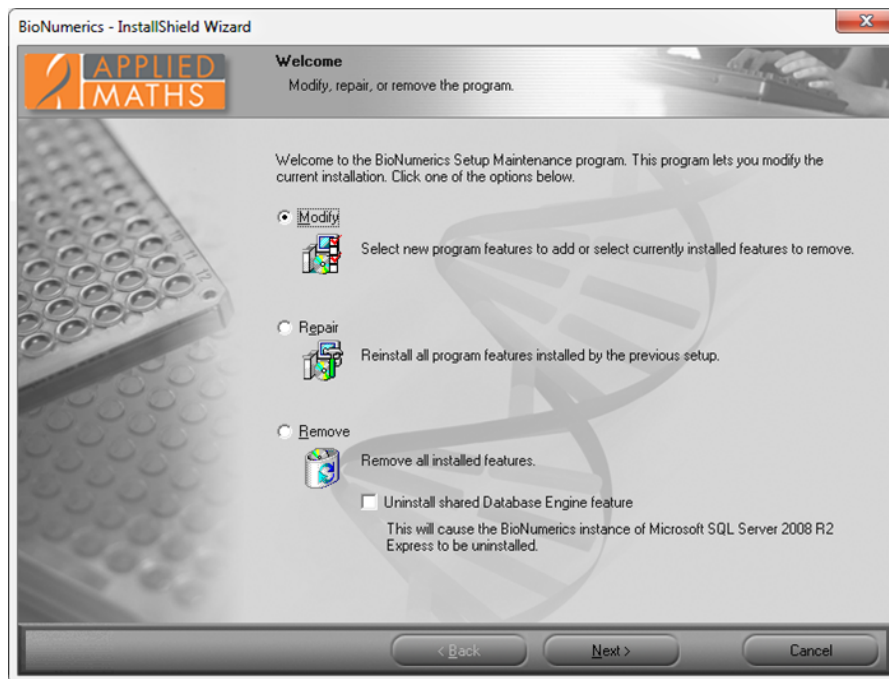 BioNumerics - InstallShield Wizard
APPLIED
MATHS
Welcome
Modify, repair, or remove the program.
Welcome to the BioNumerics Setup Maintenance program. This program lets you modify the
current installation. Click one of the options below.
Modify
Select new program features to add or select currently installed features to remove.
Repair
Reinstall all program features installed by the previous setup.
Remove
Remove all installed features.
Uninstall shared Database Engine feature
This will cause the BioNumerics instance of Microsoft SQL Server 2008 R2
Express to be uninstalled.
< Back
Next >
Cancel